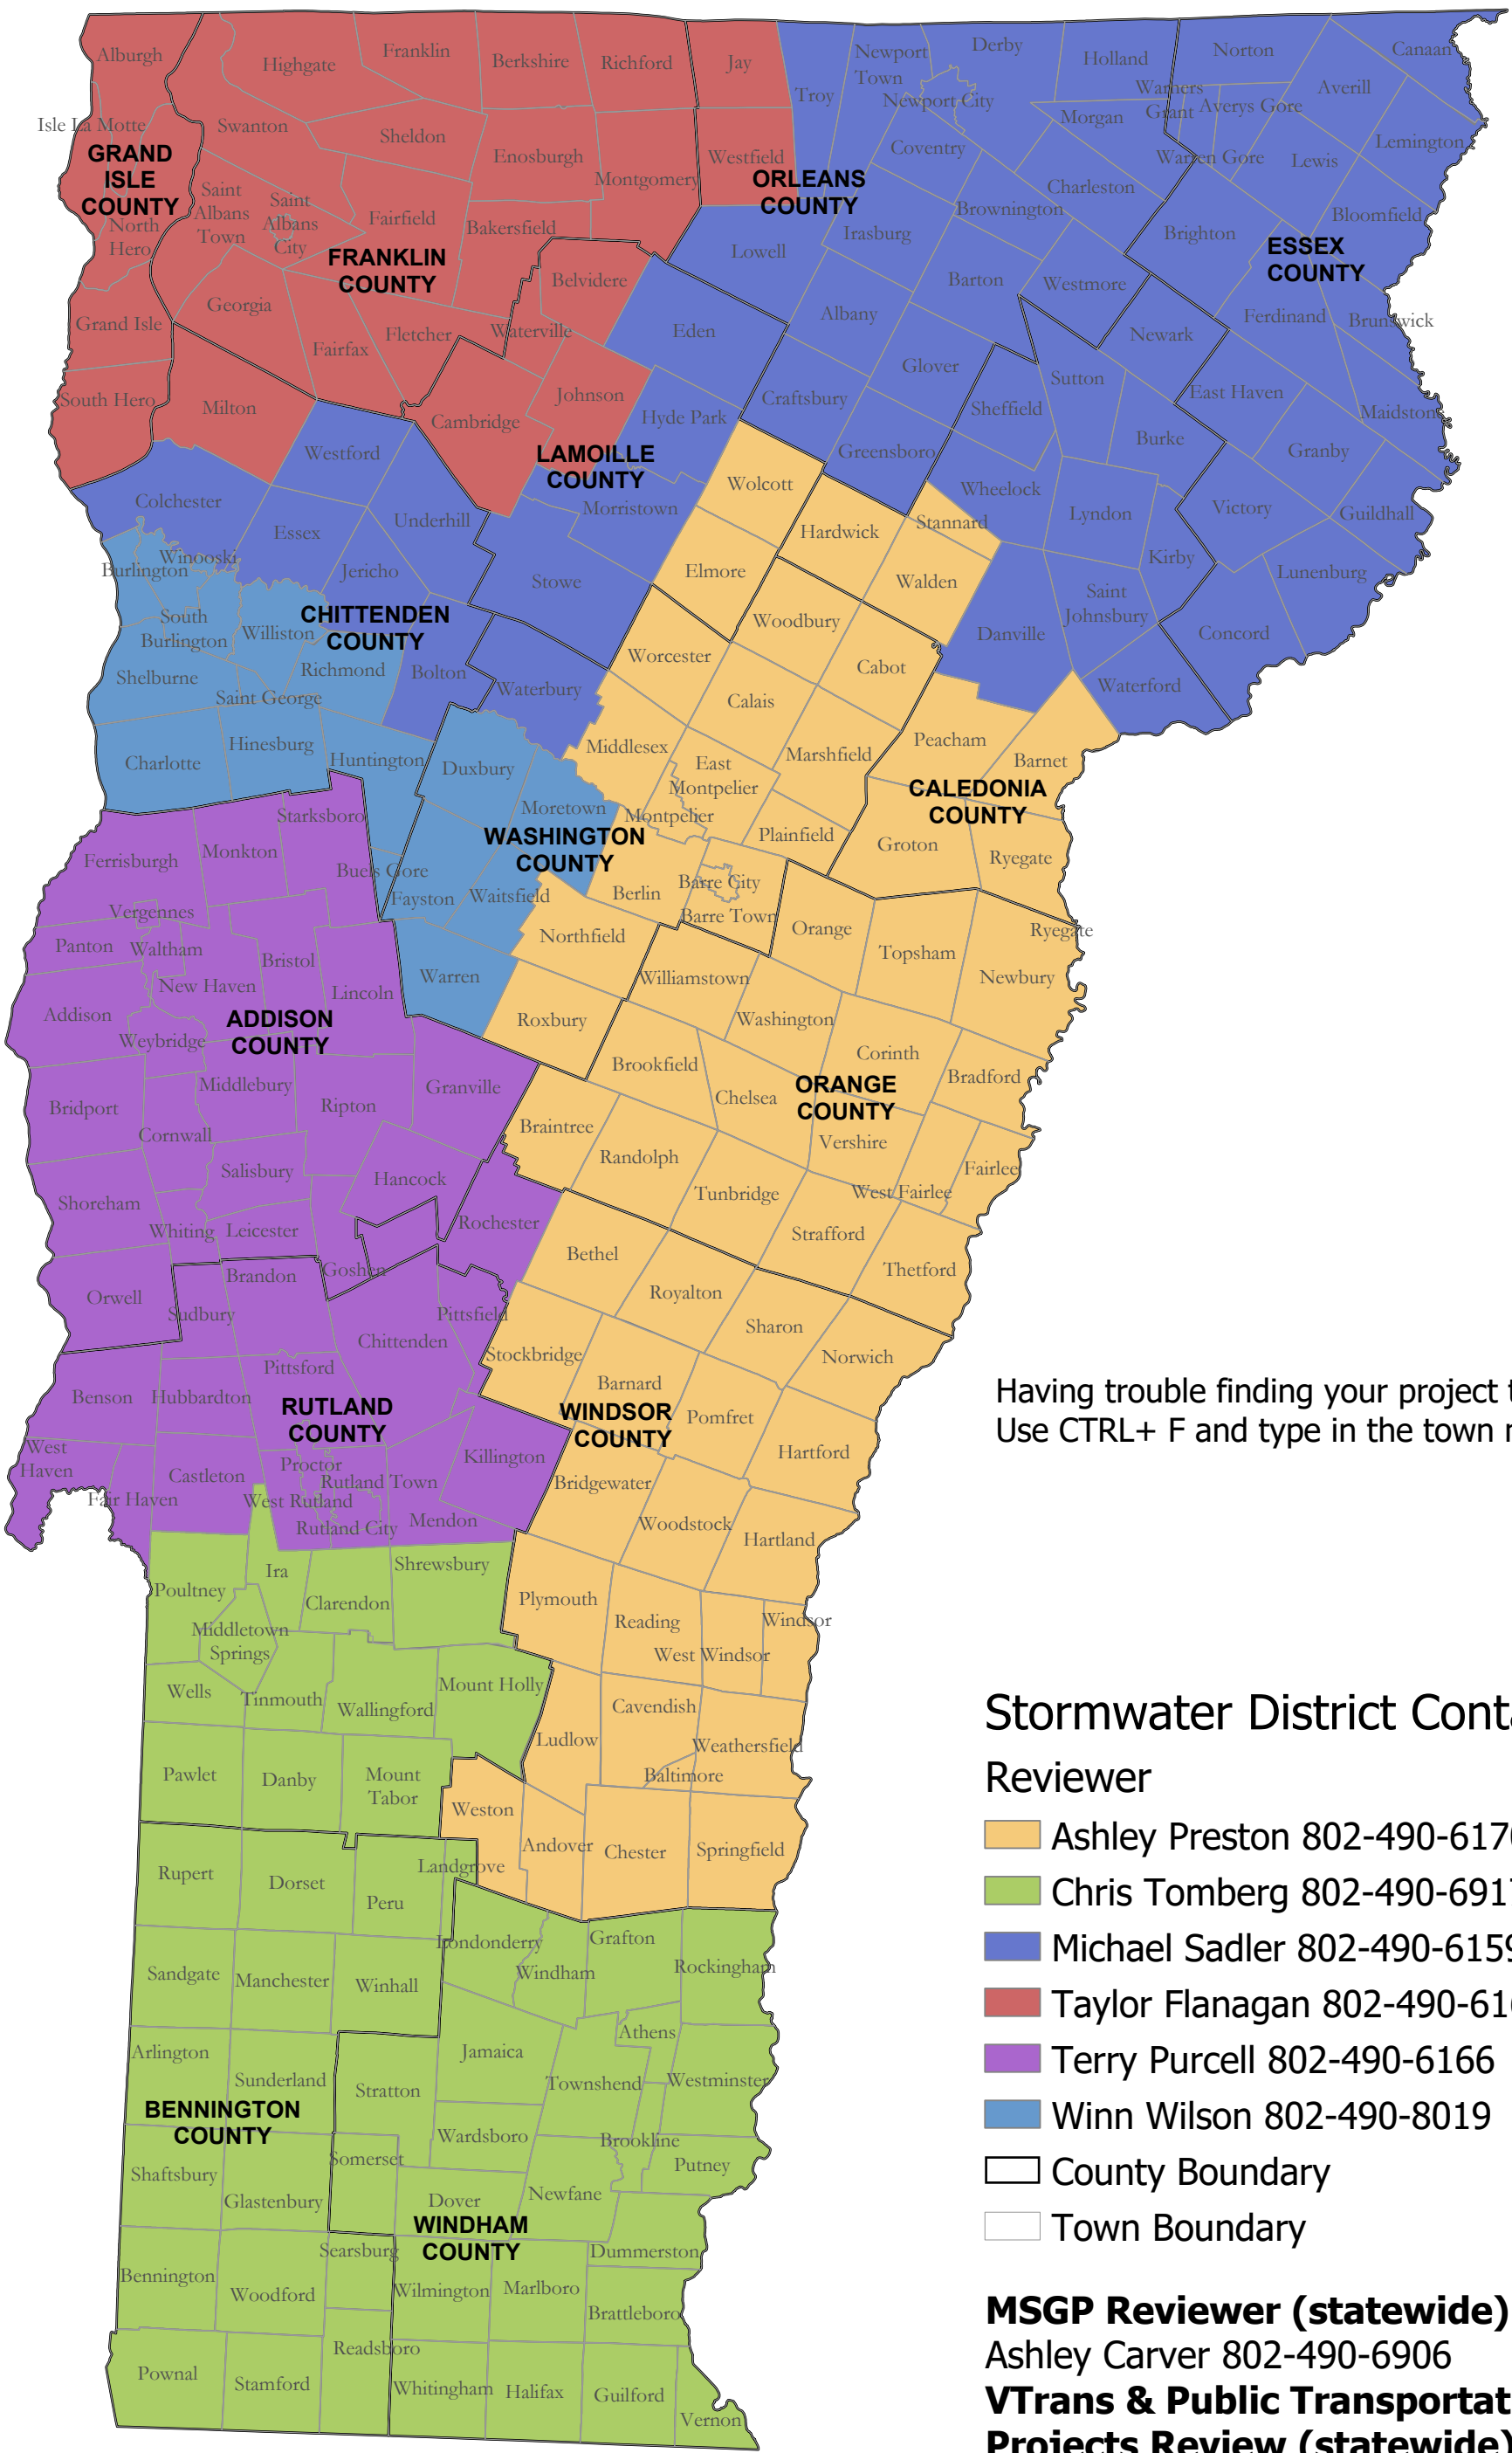 Alburgh
Highgate
Franklin
Berkshire
Richford
Jay
Troy
Newport
Town
Newport City
Derby
Holland
Norton
Canaan
Warners
Grant
Averys Gore
Averill
Morgan
Isle La Motte
Swanton
Sheldon
Enosburgh
Montgomery
Westfield
Coventry
Warren Gore
Lewis
Lemington
GRAND
ISLE
COUNTY
North
Hero
Saint
Albans
Town
Saint
Albans
City
Fairfield
Bakersfield
FRANKLIN
COUNTY
ORLEANS
COUNTY
Charleston
Brownington
Irasburg
Lowell
Brighton
Bloomfield
ESSEX
COUNTY
Grand Isle
Georgia
Fairfax
Fletcher
Waterville
Belvidere
Eden
Albany
Barton
Westmore
Newark
Ferdinand
Brunswick
South Hero
Milton
Cambridge
Johnson
Hyde Park
Craftsbury
Glover
Sutton
Sheffield
East Haven
Maidstone
Burke
Granby
LAMOILLE
COUNTY
Westford
Colchester
Essex
Underhill
Morristown
Wolcott
Greensboro
Wheelock
Lyndon
Victory
Guildhall
Hardwick
Stannard
Winooski
Burlington
Jericho
Stowe
Elmore
Walden
Kirby
Lunenburg
Saint
Johnsbury
Danville
Concord
South
Burlington
Williston
CHITTENDEN
COUNTY
Richmond
Bolton
Shelburne
Saint George
Waterbury
Worcester
Woodbury
Cabot
Calais
Waterford
Charlotte
Hinesburg
Huntington
Duxbury
Middlesex
East
Montpelier
Marshfield
Peacham
Barnet
CALEDONIA
COUNTY
Moretown
Montpelier
Plainfield
Groton
Ryegate
WASHINGTON
COUNTY
Starksboro
Monkton
Ferrisburgh
Buels Gore
Fayston
Waitsfield
Berlin
Barre City
Barre Town
Orange
Topsham
Ryegate
Newbury
Vergennes
Panton
Waltham
Bristol
New Haven
Lincoln
Warren
Northfield
Williamstown
Addison
Weybridge
ADDISON
COUNTY
Roxbury
Washington
Brookfield
Corinth
Bradford
Chelsea
ORANGE
COUNTY
Middlebury
Bridport
Ripton
Granville
Cornwall
Braintree
Randolph
Vershire
Fairlee
West Fairlee
Salisbury
Hancock
Shoreham
Whiting
Leicester
Rochester
Tunbridge
Strafford
Thetford
Bethel
Royalton
Goshen
Brandon
Orwell
Sudbury
Pittsfield
Chittenden
Sharon
Norwich
Stockbridge
Pittsford
Benson
Hubbardton
RUTLAND
COUNTY
Barnard
WINDSOR
COUNTY
Pomfret
Hartford
Having trouble finding your project t
Use CTRL+ F and type in the town
West
Haven
Castleton
Proctor
Rutland Town
Killington
Bridgewater
Fair Haven
West Rutland
Rutland City
Mendon
Woodstock
Hartland
Poultney
Ira
Shrewsbury
Clarendon
Plymouth
Reading
Windsor
West Windsor
Middletown
Springs
Wells
Tinmouth
Wallingford
Mount Holly
Cavendish
Ludlow
Weathersfield
Baltimore
Pawlet
Danby
Mount
Tabor
Weston
Andover
Chester
Springfield
Rupert
Dorset
Peru
Landgrove
Londonderry
Windham
Grafton
Rockingham
Sandgate
Manchester
Winhall
Athens
Arlington
Sunderland
Stratton
Jamaica
Townshend
Westminster
BENNINGTON
COUNTY
Wardsboro
Brookline
Somerset
Putney
Shaftsbury
Glastenbury
Dover
Newfane
WINDHAM
COUNTY
Searsburg
Dummerston
Bennington
Woodford
Wilmington
Marlboro
Brattleboro
Readsboro
Pownal
Stamford
Whitingham
Halifax
Guilford
Vernon
Stormwater District Conta
Reviewer
Ashley Preston 802-490-617
Chris Tomberg 802-490-691
Michael Sadler 802-490-6159
Taylor Flanagan 802-490-61
Terry Purcell 802-490-6166
Winn Wilson 802-490-8019
County Boundary
Town Boundary
MSGP Reviewer (statewide)
Ashley Carver 802-490-6906
VTrans & Public Transportat
Projects Review (statewide)